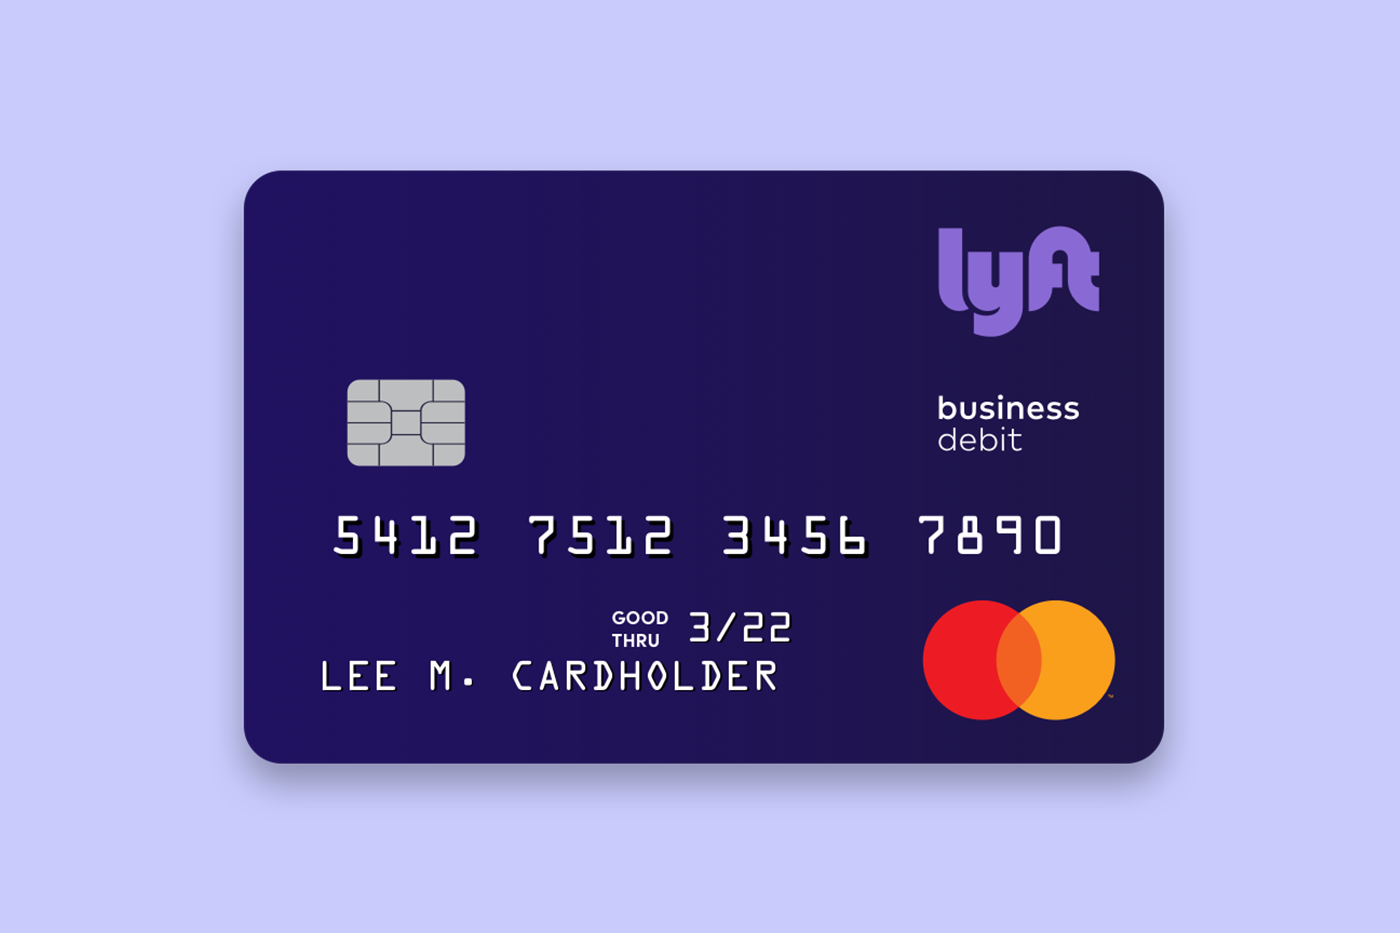 lyft
business
debit
5412 7512 3456 7890
GOOD THRU 3/22
LEE M. CARDHOLDER